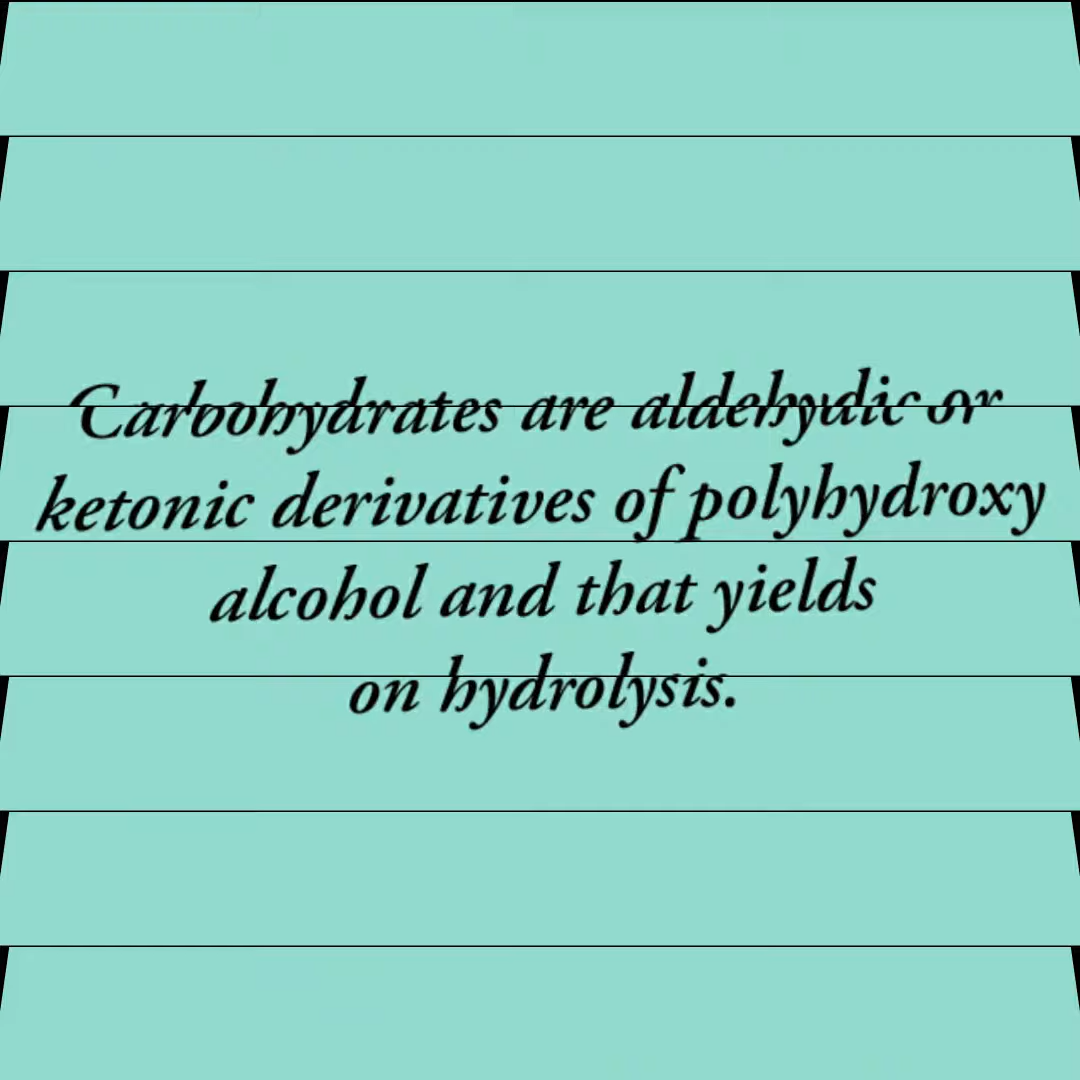 Carbohydrates are aldehydic or
ketonic derivatives of polyhydroxy
alcohol and that yields
on hydrolysis.